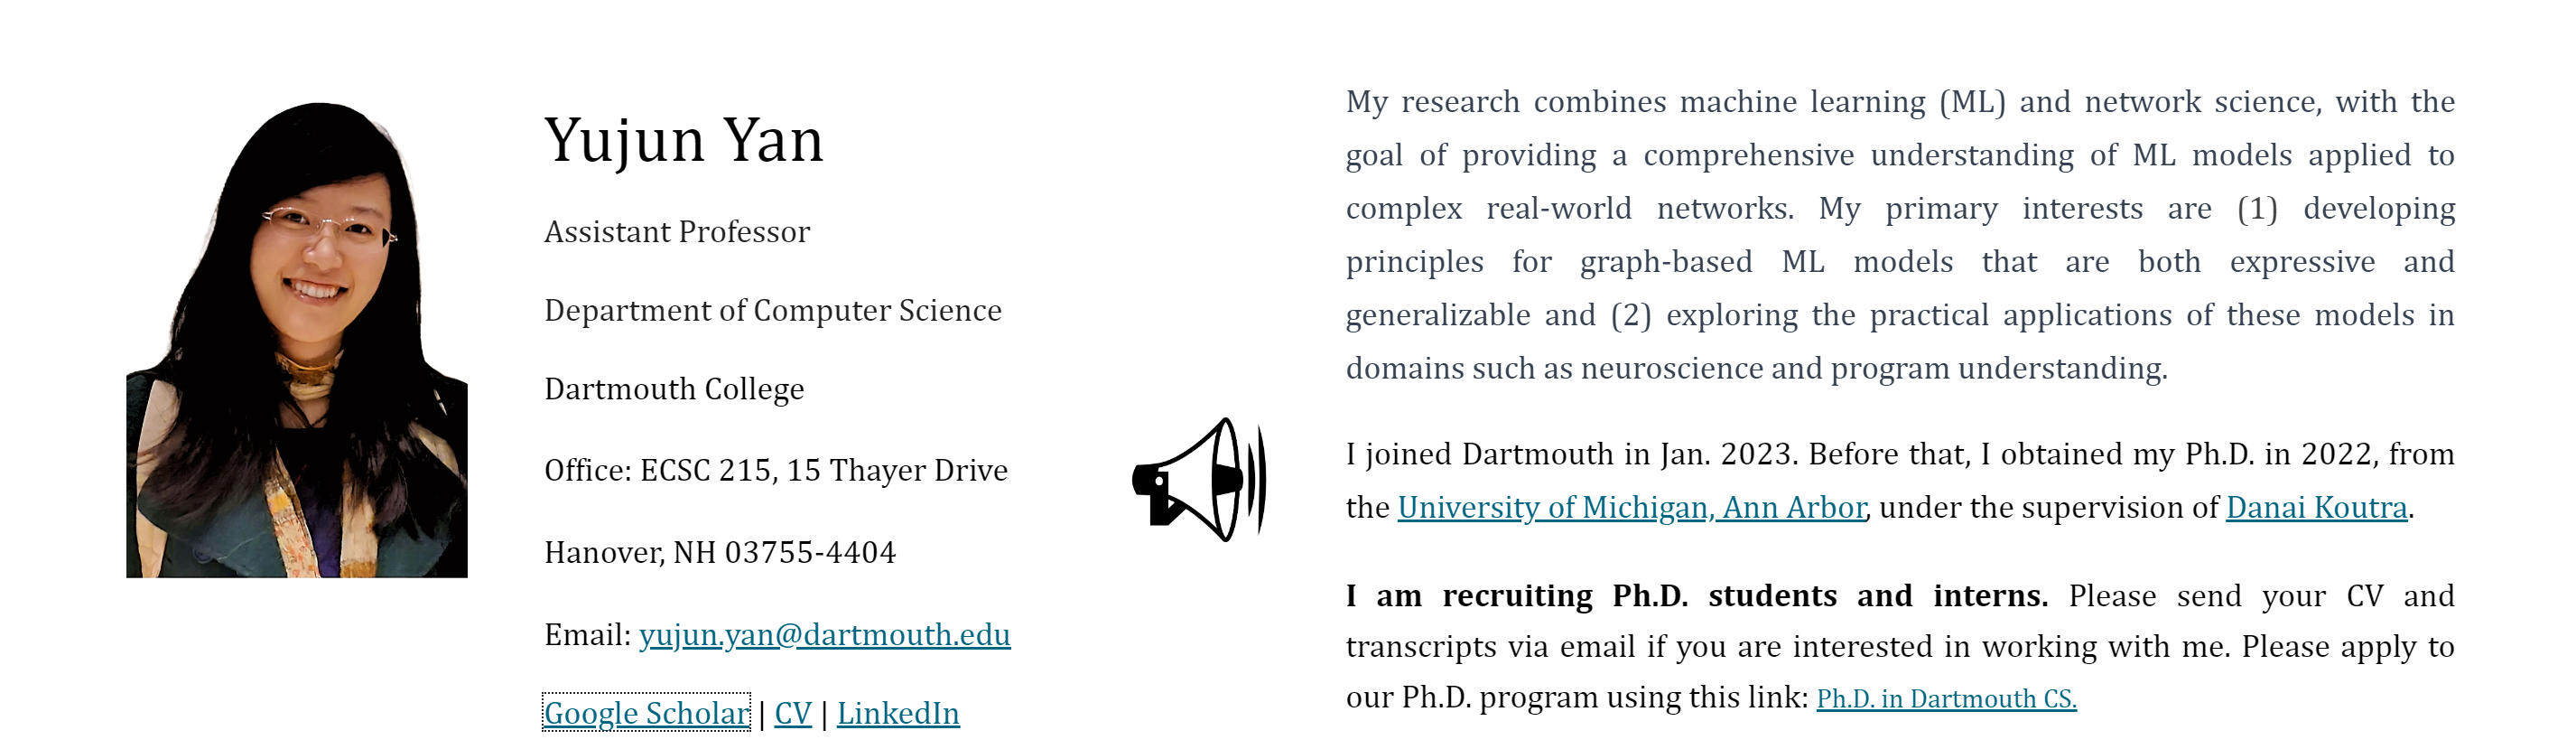 Yujun Yan
Assistant Professor
Department of Computer Science
Dartmouth College
Office: ECSC 215, 15 Thayer Drive
Hanover, NH 03755-4404
Email: yujun.yan@dartmouth.edu
Google Scholar | CV | LinkedIn
My research combines machine learning (ML) and network science, with the
goal of providing a comprehensive understanding of ML models applied to
complex real-world networks. My primary interests are (1) developing
principles for graph-based ML models that are both expressive and
generalizable and (2) exploring the practical applications of these models in
domains such as neuroscience and program understanding.
I joined Dartmouth in Jan. 2023. Before that, I obtained my Ph.D. in 2022, from
the University of Michigan, Ann Arbor, under the supervision of Danai Koutra.
I am recruiting Ph.D. students and interns. Please send your CV and
transcripts via email if you are interested in working with me. Please apply to
our Ph.D. program using this link: Ph.D. in Dartmouth CS.